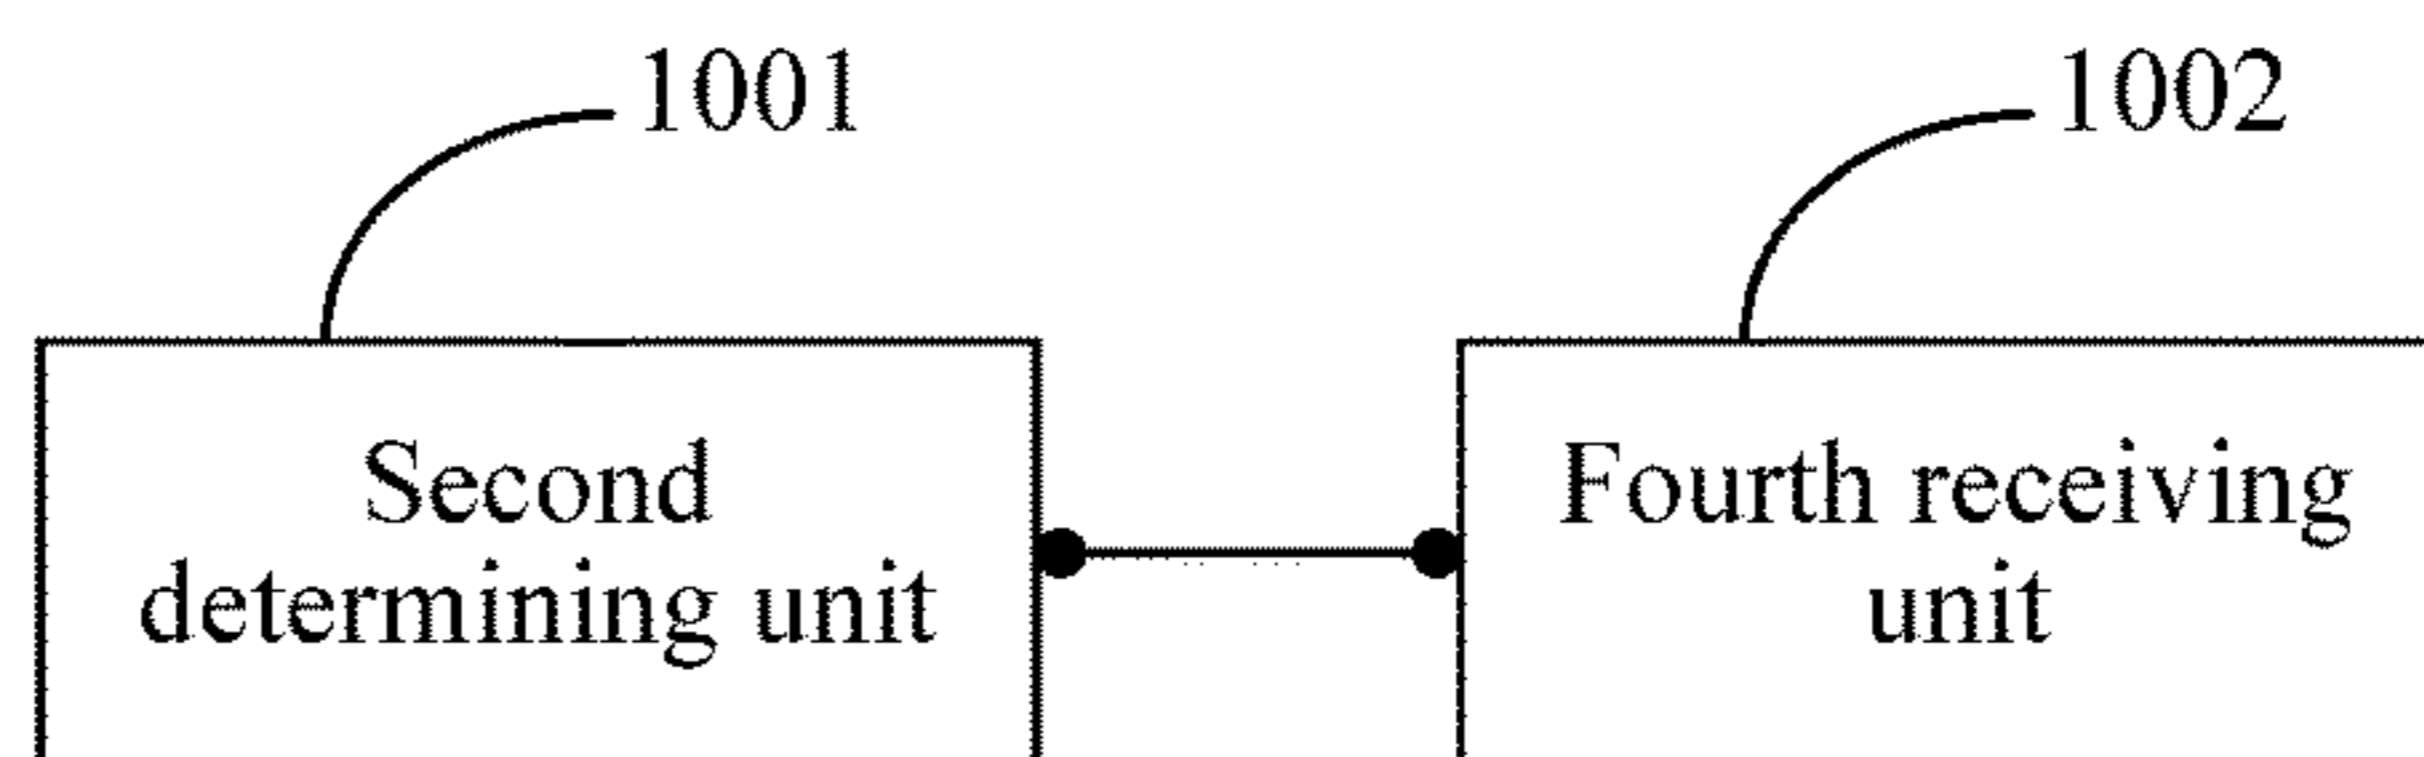 1001
1002
Second
determining unit
Fourth receiving
unit